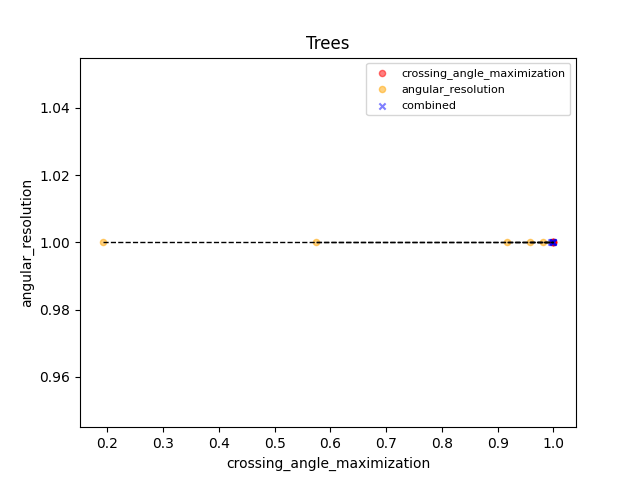 Trees
crossing_angle_maximization
angular_resolution
combined
angular_resolution
1.04
1.02
1.00
0.98
0.96
0.2 0.3 0.4 0.5 0.6 0.7 0.8 0.9 1.0
crossing_angle_maximization